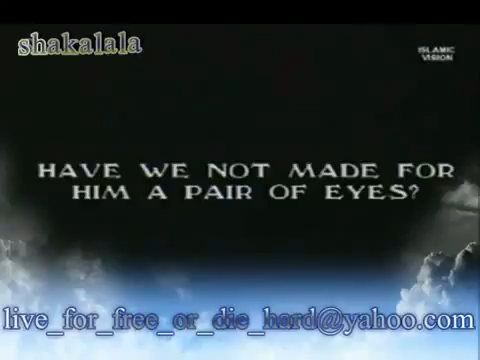 shakalala
ISLAMIC
VISION
HAVE WE NOT MADE FOR
HIM A PAIR OF EYES?
live_for_free_or_die_hard@yahoo.com